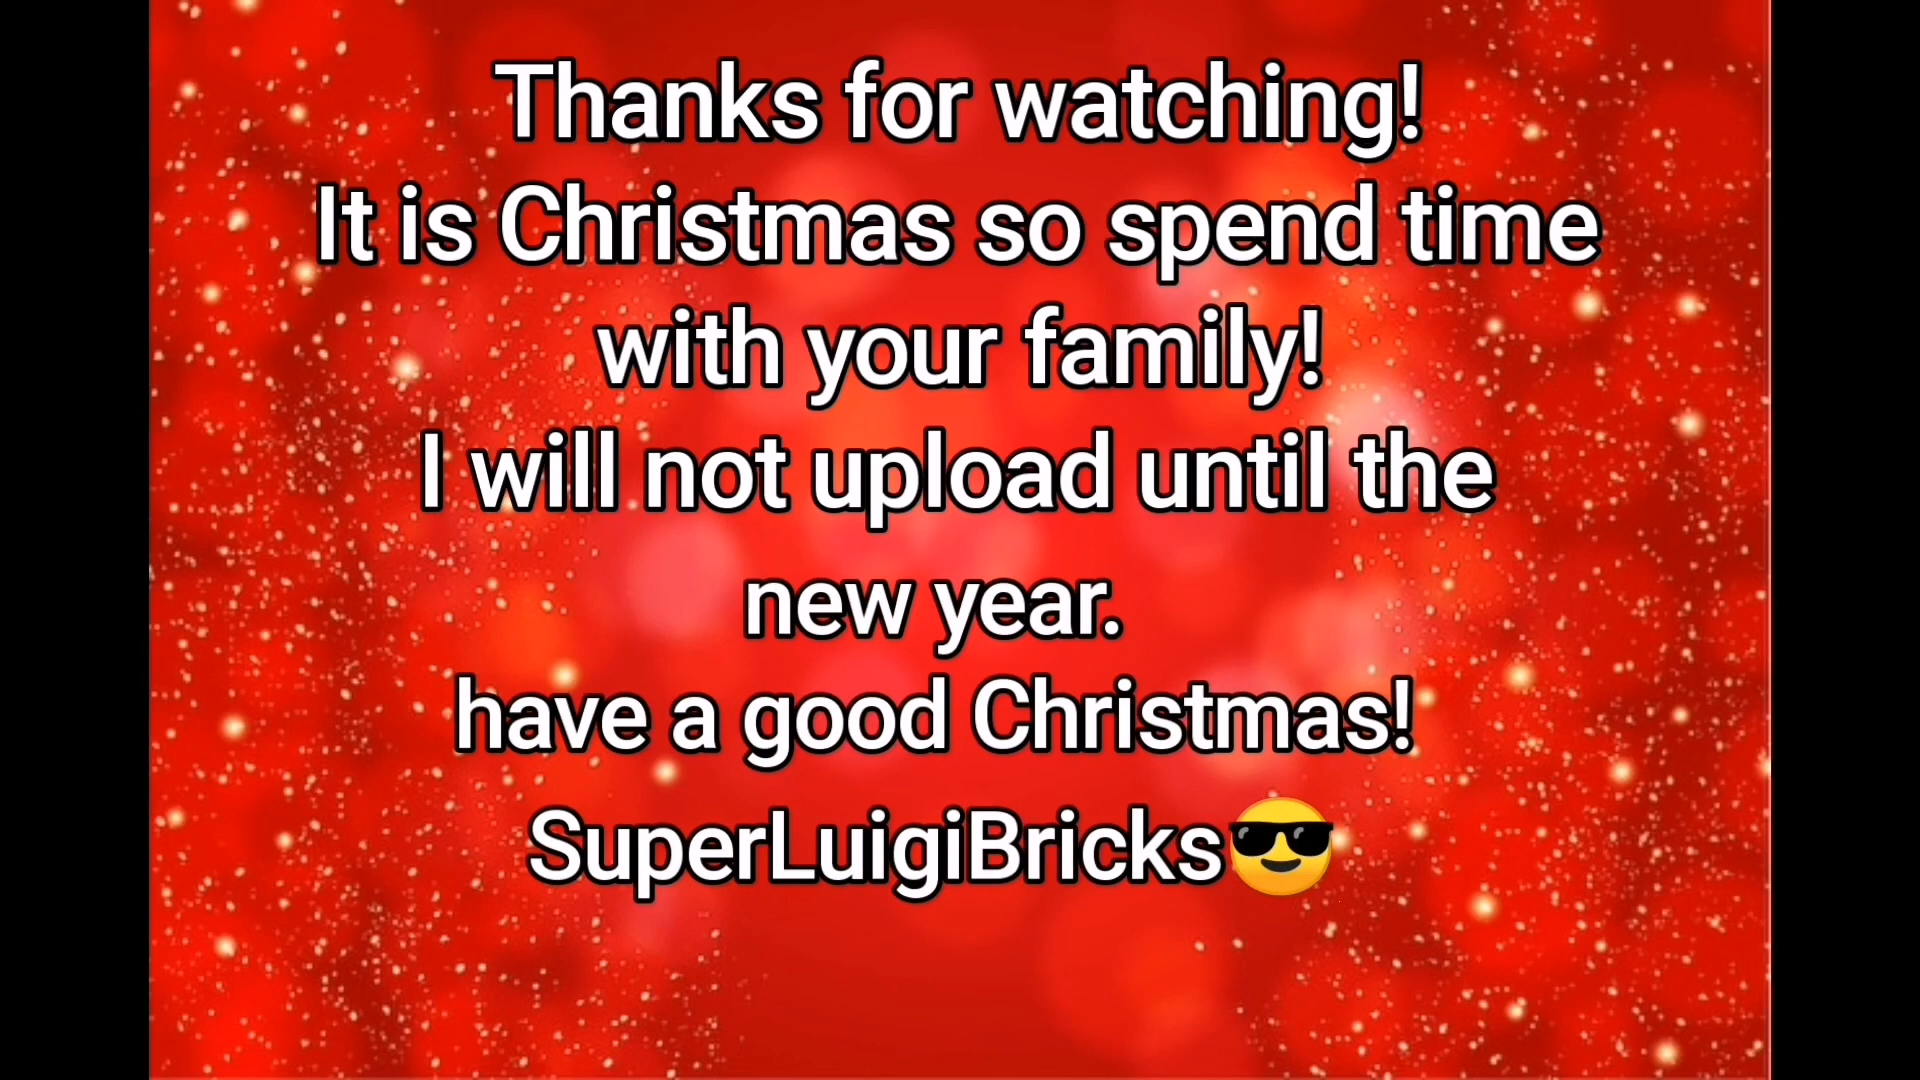 Thanks for watching!
It is Christmas so spend time
with your family!
I will not upload until the
new year.
have a good Christmas!
SuperLuigiBricks😎